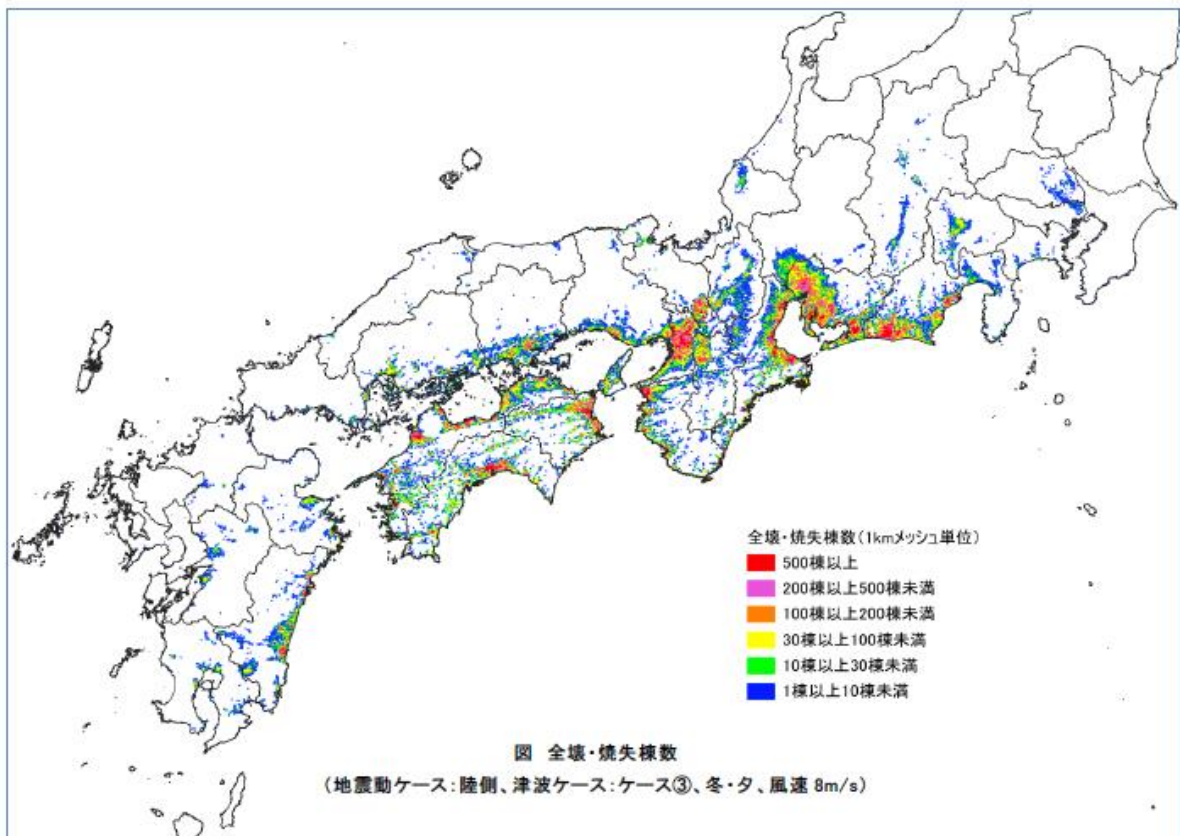 全壊・焼失棟数(1kmメッシュ単位)
500棟以上
200棟以上500棟未満
100棟以上200棟未満
30棟以上100棟未満
10棟以上30棟未満
1棟以上10棟未満
図 全壊・焼失棟数
(地震動ケース:陸側、津波ケース:ケース③、冬・夕、風速 8m/s)